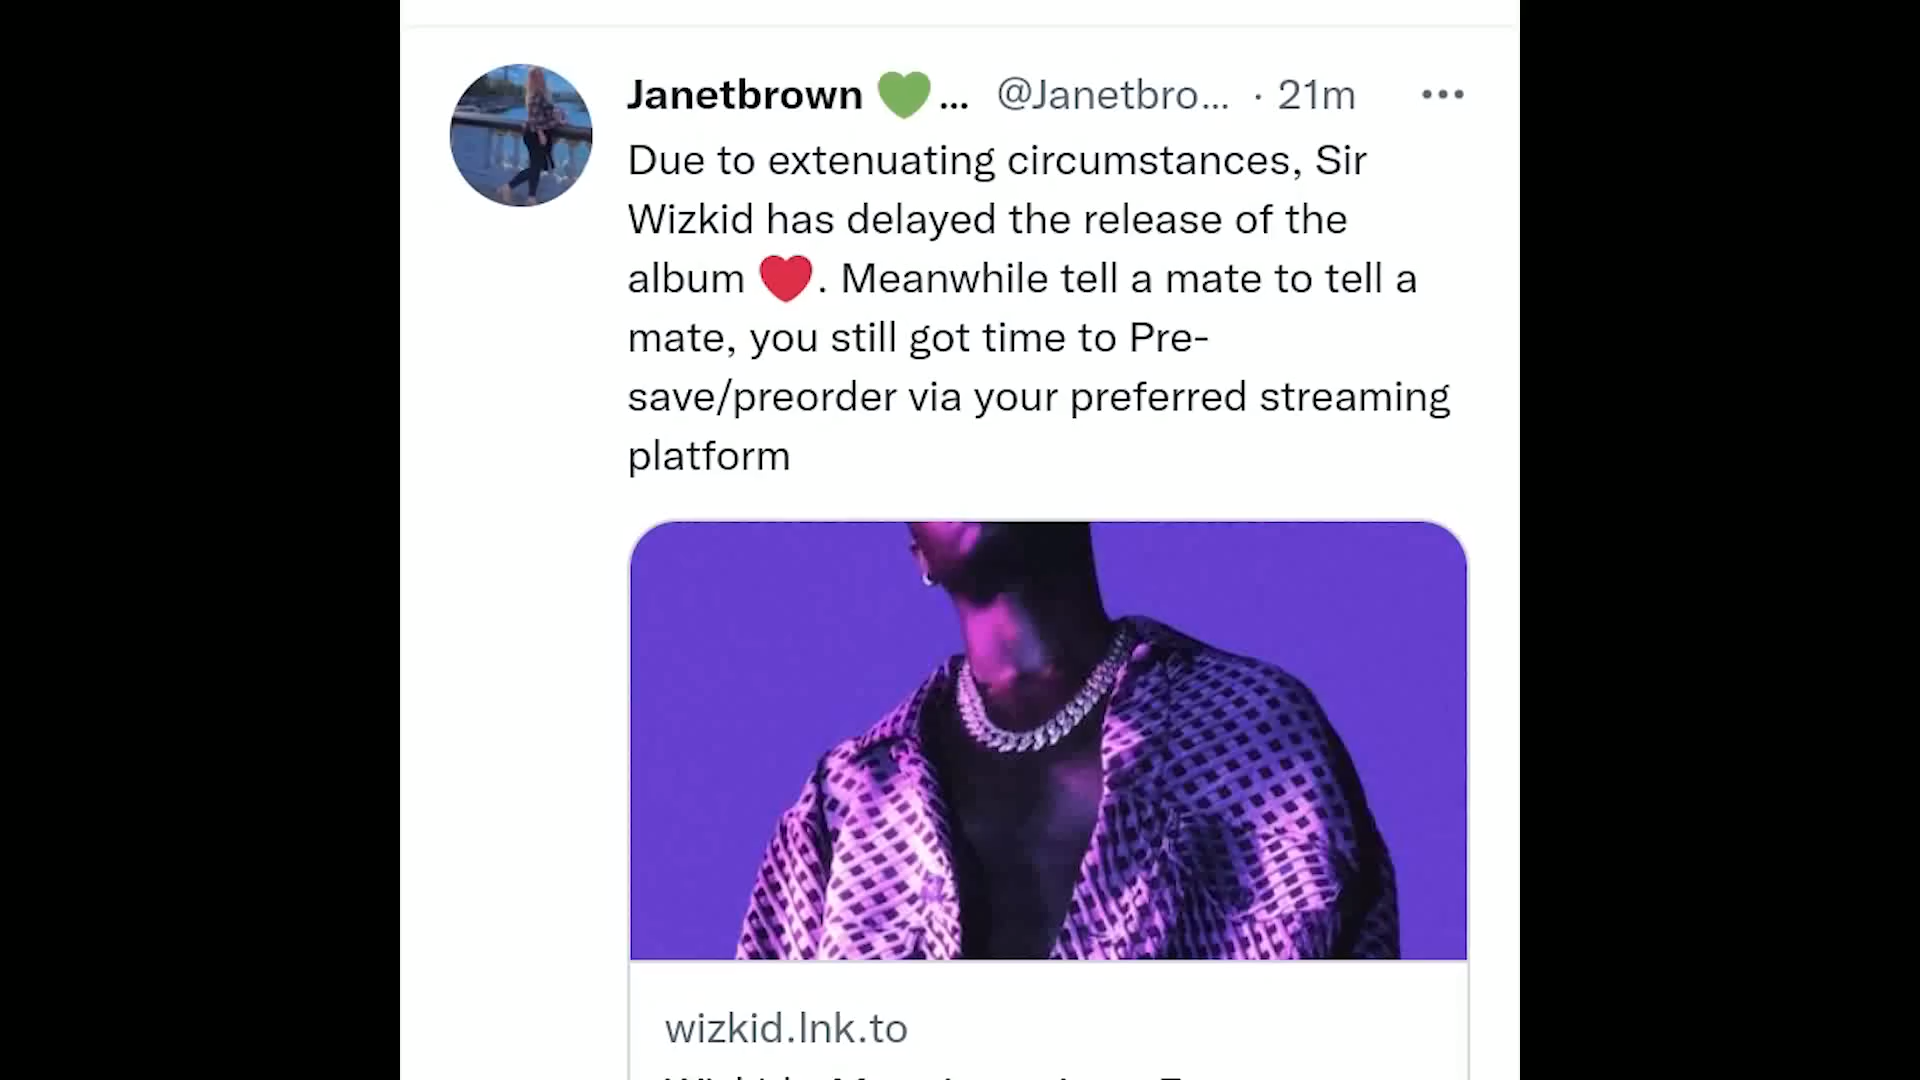 Janetbrown 💚... @Janetbro... · 21m
Due to extenuating circumstances, Sir
Wizkid has delayed the release of the
album ❤️. Meanwhile tell a mate to tell a
mate, you still got time to Pre-
save/preorder via your preferred streaming
platform
wizkid.lnk.to